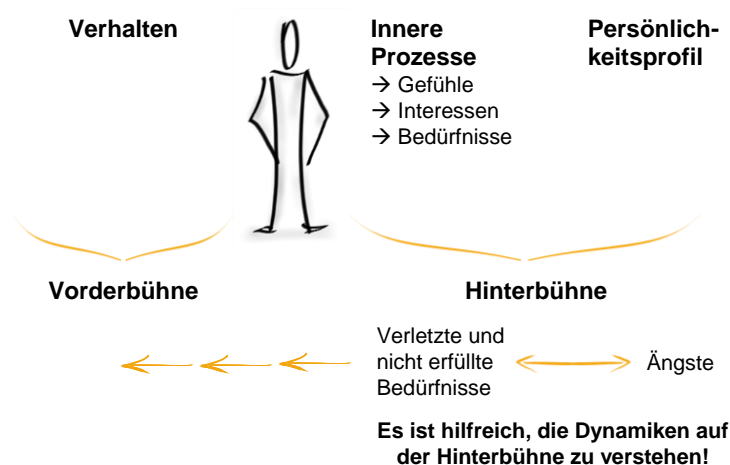 Verhalten
Innere
Prozesse
→ Gefühle
→ Interessen
→ Bedürfnisse
Persönlich-
keitsprofil
Vorderbühne
Hinterbühne
Verletzte und
nicht erfüllte
Bedürfnisse
Ängste
Es ist hilfreich, die Dynamiken auf
der Hinterbühne zu verstehen!